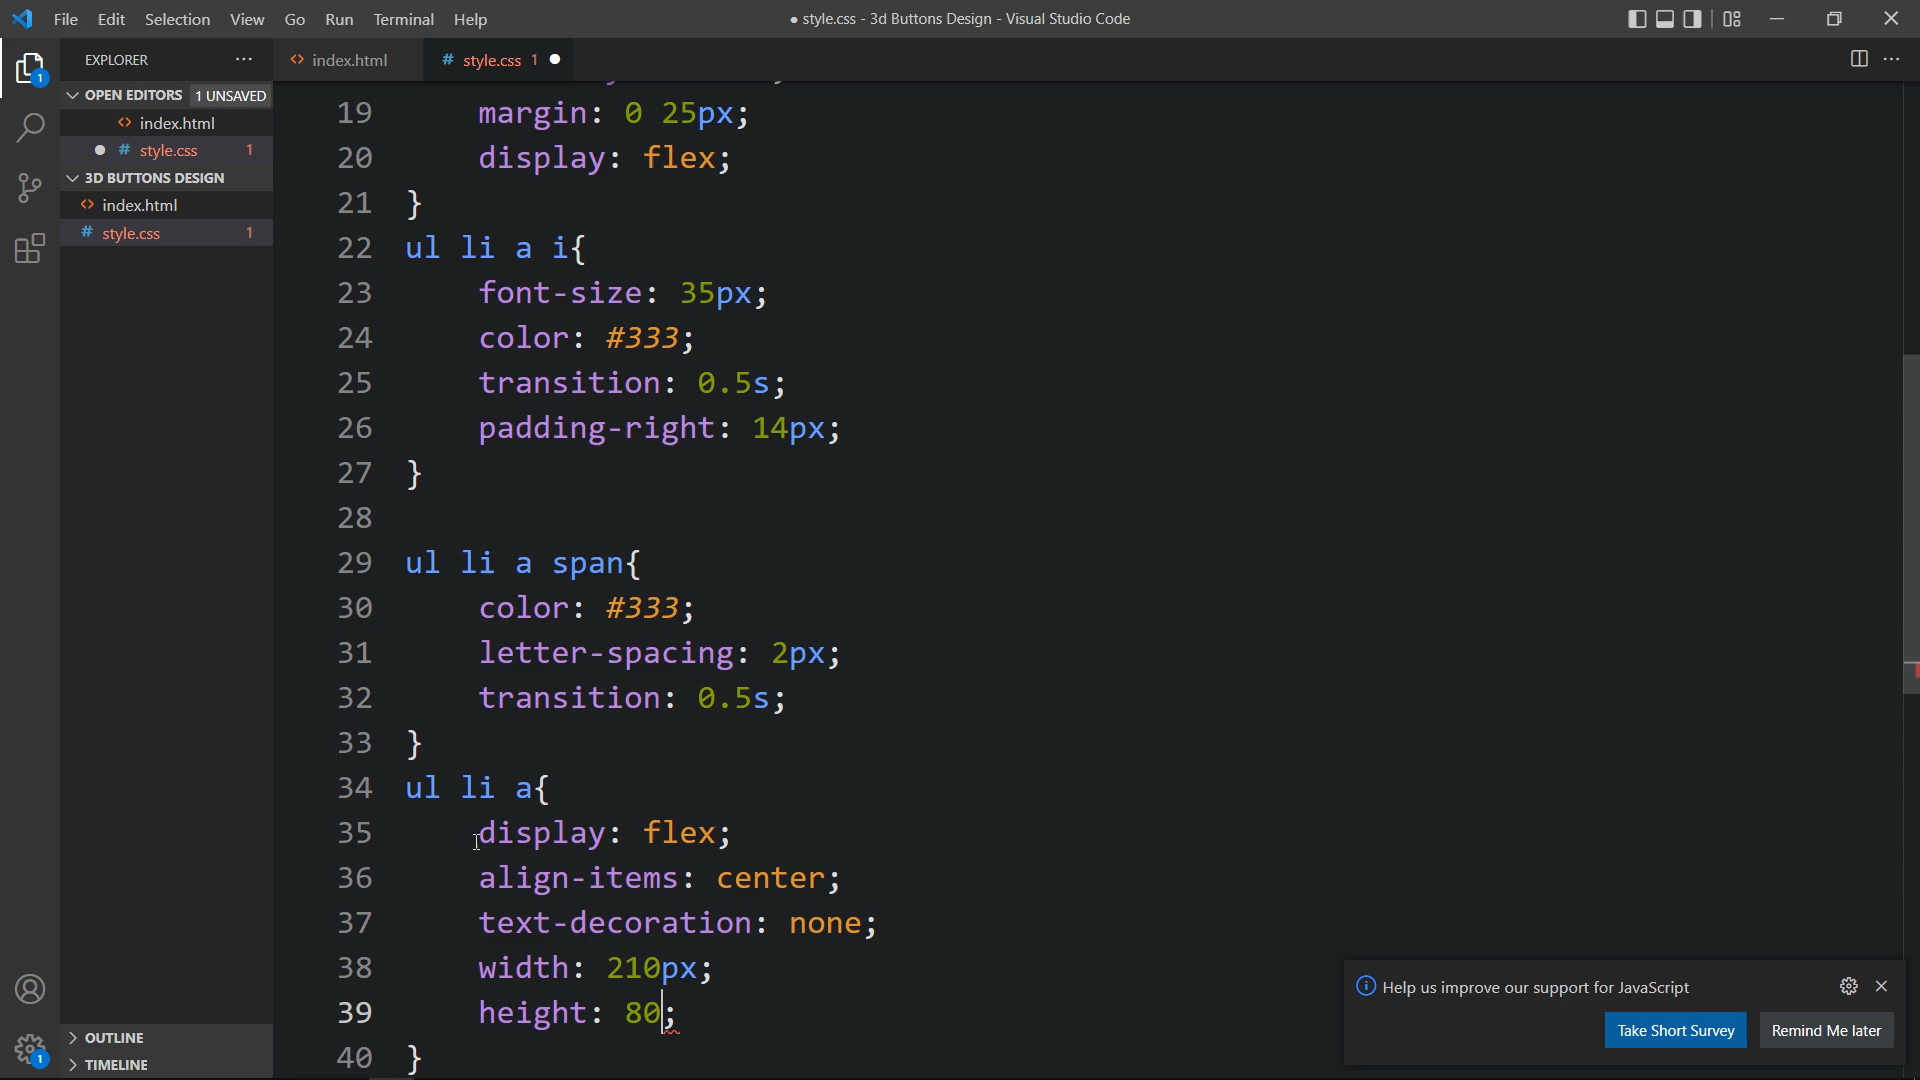 File Edit Selection View Go Run Terminal Help
● style.css - 3d Buttons Design - Visual Studio Code
EXPLORER
index.html
# style.css 1
OPEN EDITORS 1 UNSAVED
index.html
# style.css 1
3D BUTTONS DESIGN
index.html
# style.css 1
19 margin: 0 25px;
20 display: flex;
21 }
22 ul li a i{
23 font-size: 35px;
24 color: #333;
25 transition: 0.5s;
26 padding-right: 14px;
27 }
28
29 ul li a span{
30 color: #333;
31 letter-spacing: 2px;
32 transition: 0.5s;
33 }
34 ul li a{
35 display: flex;
36 align-items: center;
37 text-decoration: none;
38 width: 210px;
39 height: 80;
40 }
1
1
OUTLINE
TIMELINE
Help us improve our support for JavaScript
Take Short Survey Remind Me later